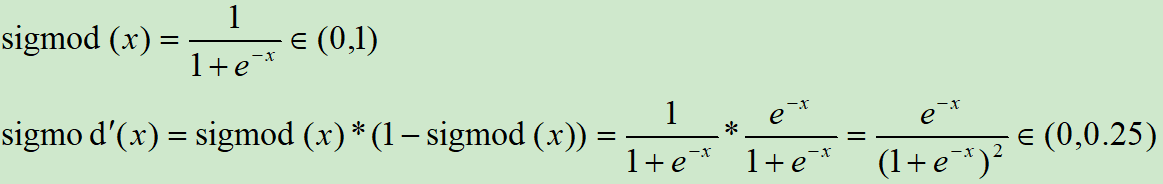 sigmod (x) = 1/(1+e^{-x}) ∈ (0,1)
sigmo d′(x) = sigmod (x)*(1−sigmod (x)) = 1/(1+e^{-x}) * e^{-x}/(1+e^{-x}) = e^{-x}/(1+e^{-x})^2 ∈ (0,0.25)